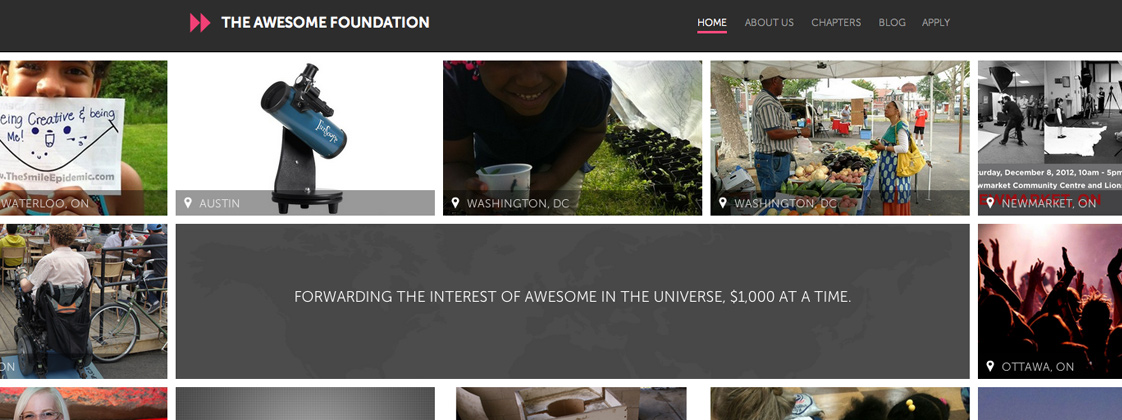 THE AWESOME FOUNDATION
HOME
ABOUT US
CHAPTERS
BLOG
APPLY
eing Creative & being
Me!
w.TheSmileEpidemic.com
WATERLOO, ON
AUSTIN
WASHINGTON, DC
WASHINGTON, DC
urday, December 8, 2012, 10am - 5pm
wmarket Community Centre and Lion
NEWMARKET, ON
ON
FORWARDING THE INTEREST OF AWESOME IN THE UNIVERSE, $1,000 AT A TIME.
OTTAWA, ON